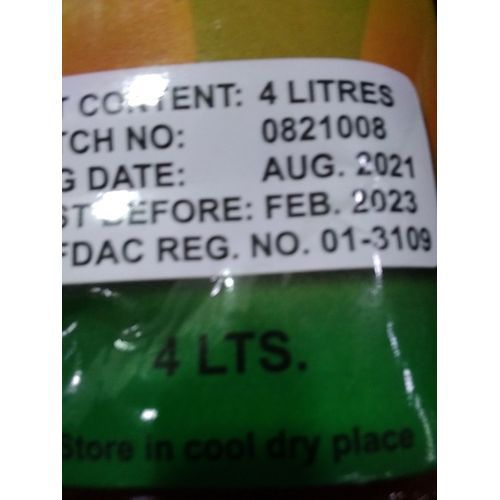 T CONTENT: 4 LITRES
TCH NO: 0821008
G DATE: AUG. 2021
ST BEFORE: FEB. 2023
FDAC REG. NO. 01-3109
4 LTS.
Store in cool dry place